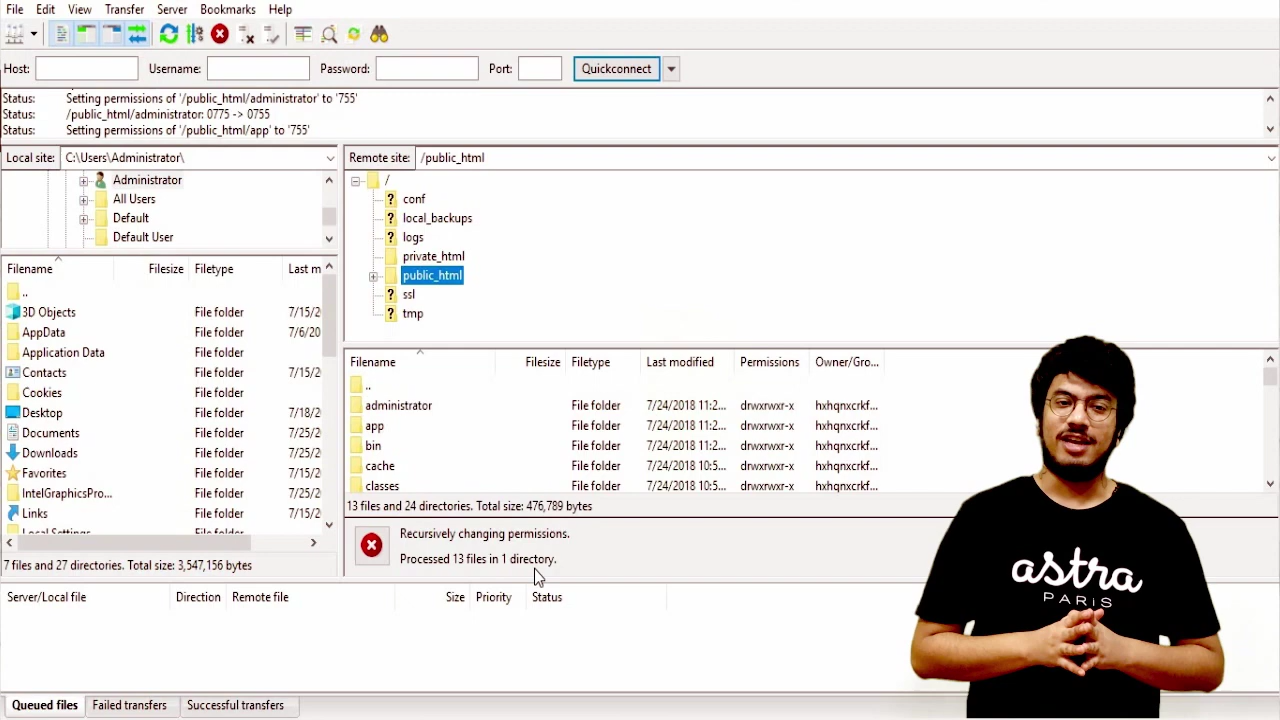 File Edit View Transfer Server Bookmarks Help
Host: Username: Password: Port: Quickconnect
Status: Setting permissions of '/public_html/administrator' to '755'
Status: /public_html/administrator: 0775 -> 0755
Status: Setting permissions of '/public_html/app' to '755'
Local site: C:\Users\Administrator\
Administrator
All Users
Default
Default User
Filename Filesize Filetype Last m
..
3D Objects File folder 7/15/2
AppData File folder 7/6/20
Application Data File folder
Contacts File folder 7/15/2
Cookies File folder
Desktop File folder 7/18/2
Documents File folder 7/25/2
Downloads File folder 7/25/2
Favorites File folder 7/15/2
IntelGraphicsPro... File folder 7/25/2
Links File folder 7/15/2
Local Settings File folder
7 files and 27 directories. Total size: 3,547,156 bytes
Remote site: /public_html
/
? conf
? local_backups
? logs
private_html
public_html
? ssl
? tmp
Filename Filesize Filetype Last modified Permissions Owner/Gro...
..
administrator File folder 7/24/2018 11:2... drwxrwxr-x hxhqnxcrkf...
app File folder 7/24/2018 11:2... drwxrwxr-x hxhqnxcrkf...
bin File folder 7/24/2018 11:2... drwxrwxr-x hxhqnxcrkf...
cache File folder 7/24/2018 10:5... drwxrwxr-x hxhqnxcrkf...
classes File folder 7/24/2018 10:5... drwxrwxr-x hxhqnxcrkf...
13 files and 24 directories. Total size: 476,789 bytes
Recursively changing permissions.
Processed 13 files in 1 directory.
Server/Local file Direction Remote file Size Priority Status
Queued files Failed transfers Successful transfers
astra
PARIS